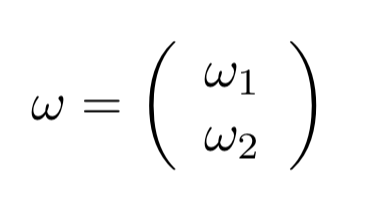 ω = ( ω₁
ω₂ )